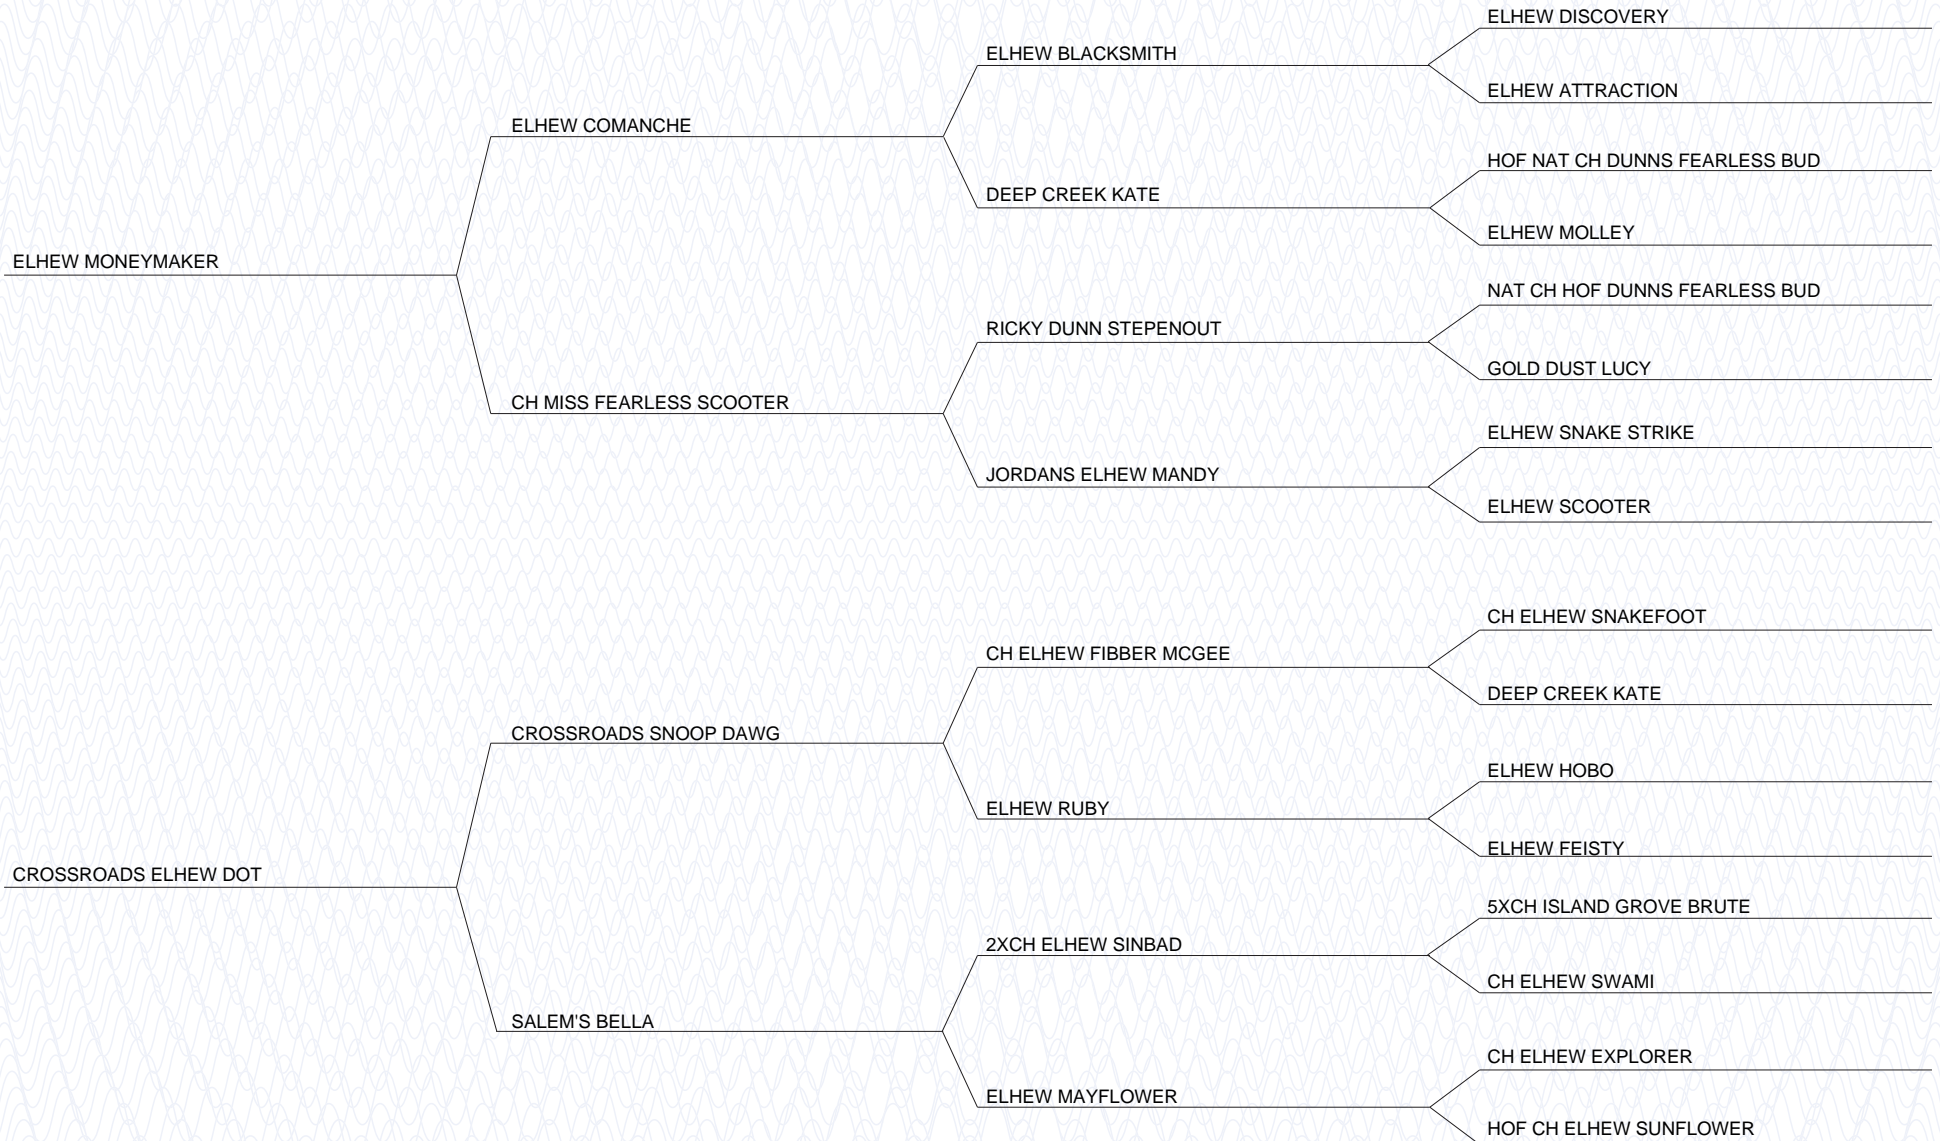 ELHEW DISCOVERY
ELHEW BLACKSMITH
ELHEW ATTRACTION
ELHEW COMANCHE
HOF NAT CH DUNNS FEARLESS BUD
DEEP CREEK KATE
ELHEW MOLLEY
ELHEW MONEYMAKER
NAT CH HOF DUNNS FEARLESS BUD
RICKY DUNN STEPENOUT
GOLD DUST LUCY
CH MISS FEARLESS SCOOTER
ELHEW SNAKE STRIKE
JORDANS ELHEW MANDY
ELHEW SCOOTER
CH ELHEW SNAKEFOOT
CH ELHEW FIBBER MCGEE
DEEP CREEK KATE
CROSSROADS SNOOP DAWG
ELHEW HOBO
ELHEW RUBY
ELHEW FEISTY
CROSSROADS ELHEW DOT
5XCH ISLAND GROVE BRUTE
2XCH ELHEW SINBAD
CH ELHEW SWAMI
SALEM'S BELLA
CH ELHEW EXPLORER
ELHEW MAYFLOWER
HOF CH ELHEW SUNFLOWER